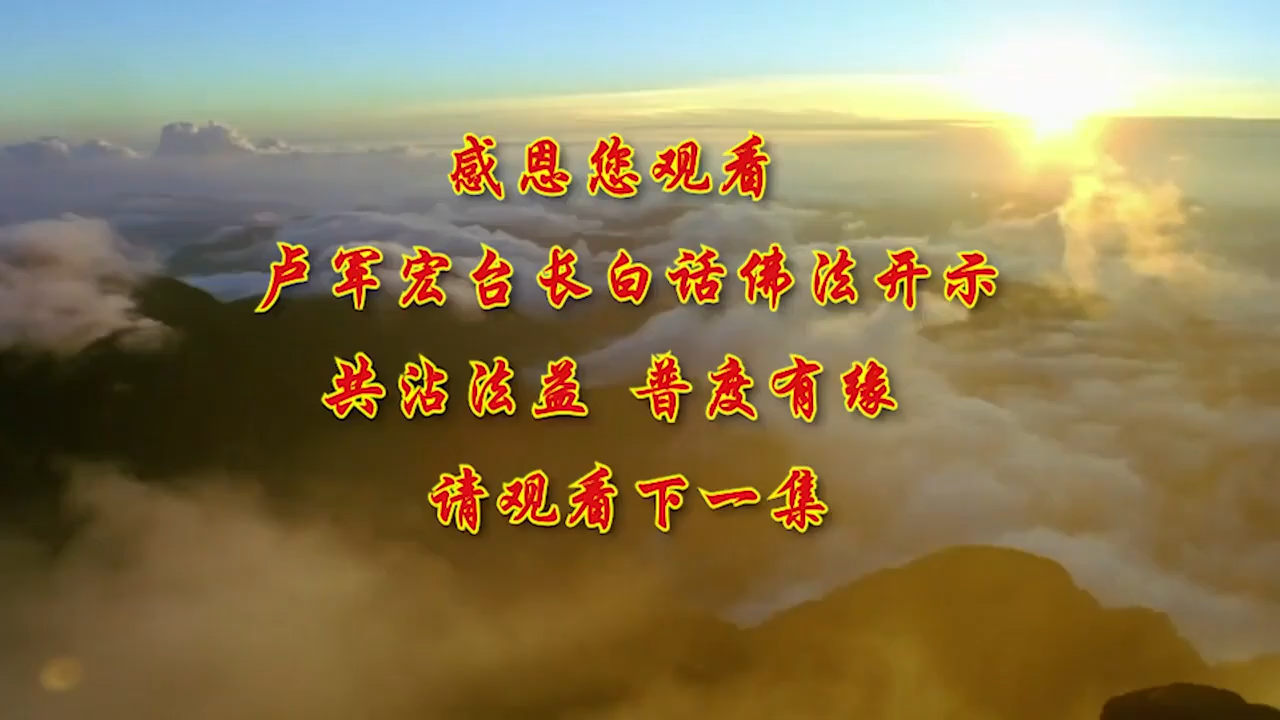 感恩您观看
卢军宏台长白话佛法开示
共沾法益 普度有缘
请观看下一集